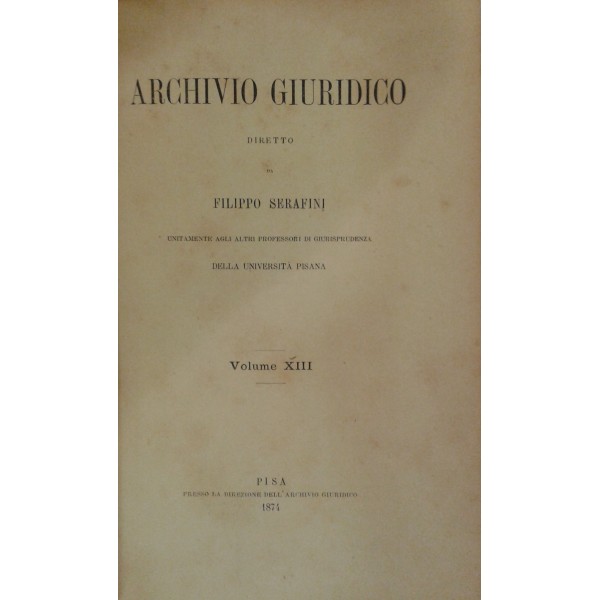 ARCHIVIO GIURIDICO
DIRETTO
DA
FILIPPO SERAFINI
UNITAMENTE AGLI ALTRI PROFESSORI DI GIURISPRUDENZA
DELLA UNIVERSITÀ PISANA
Volume XIII
PISA
PRESSO LA DIREZIONE DELL'ARCHIVIO GIURIDICO
1874